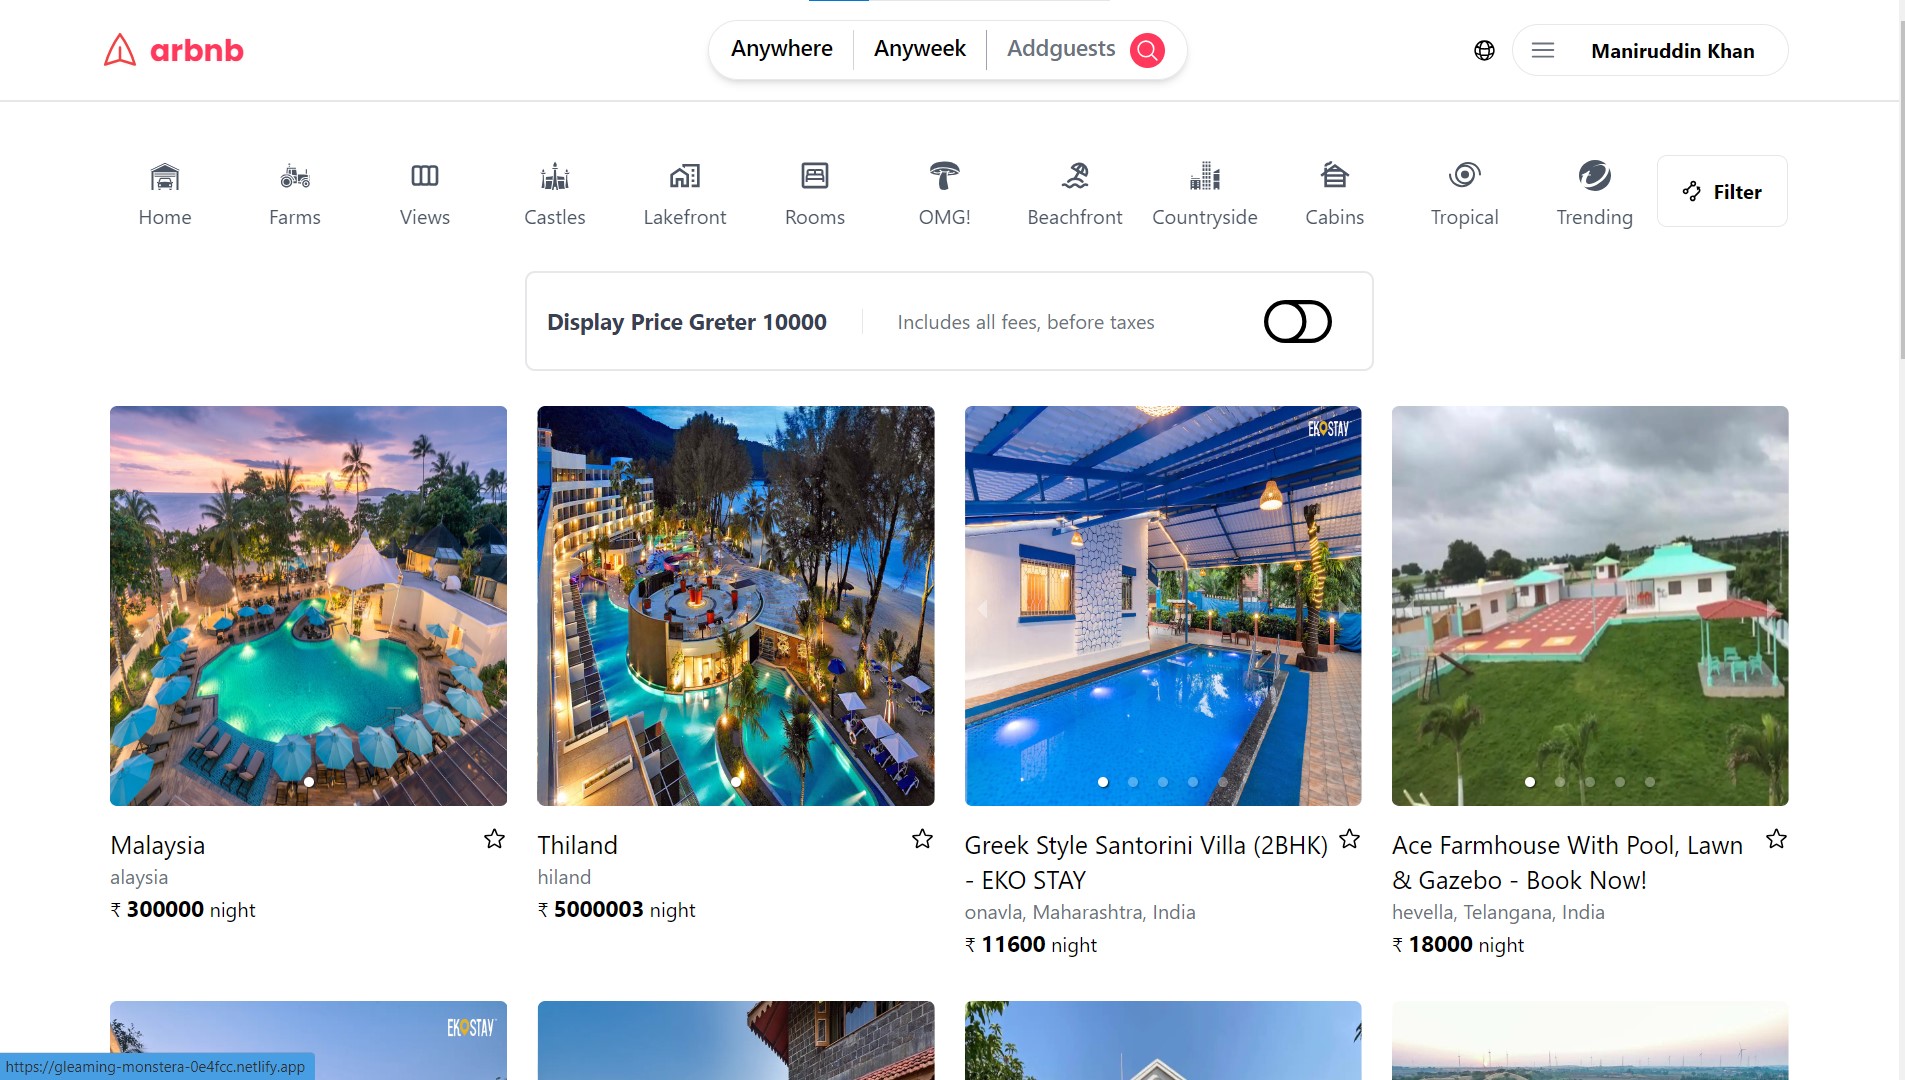 arbnb
Anywhere Anyweek Addguests
Maniruddin Khan
Home Farms Views Castles Lakefront Rooms OMG! Beachfront Countryside Cabins Tropical Trending Filter
Display Price Greter 10000 Includes all fees, before taxes
EKOSTAY
Malaysia
alaysia
₹ 300000 night
Thiland
hiland
₹ 5000003 night
Greek Style Santorini Villa (2BHK)
- EKO STAY
onavla, Maharashtra, India
₹ 11600 night
Ace Farmhouse With Pool, Lawn
& Gazebo - Book Now!
hevella, Telangana, India
₹ 18000 night
EKOSTAY
https://gleaming-monstera-0e4fcc.netlify.app